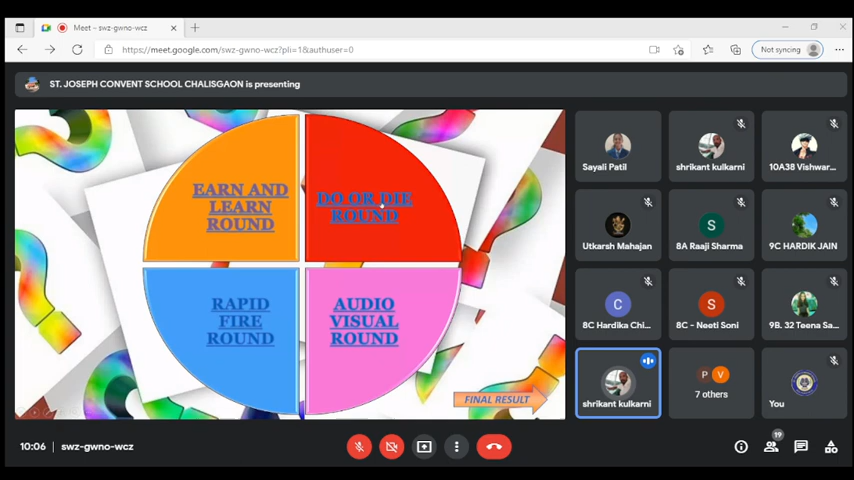 Meet – swz-gwno-wcz
https://meet.google.com/swz-gwno-wcz?pli=1&authuser=0
Not syncing
ST. JOSEPH CONVENT SCHOOL CHALISGAON is presenting
EARN AND
LEARN
ROUND
DO OR DIE
ROUND
RAPID
FIRE
ROUND
AUDIO
VISUAL
ROUND
FINAL RESULT
Sayali Patil
shrikant kulkarni
10A38 Vishwar...
Utkarsh Mahajan
8A Raaji Sharma
9C HARDIK JAIN
C
8C Hardika Chi...
S
8C - Neeti Soni
S
9B. 32 Teena Sa...
shrikant kulkarni
P
V
7 others
You
10:06
swz-gwno-wcz
19